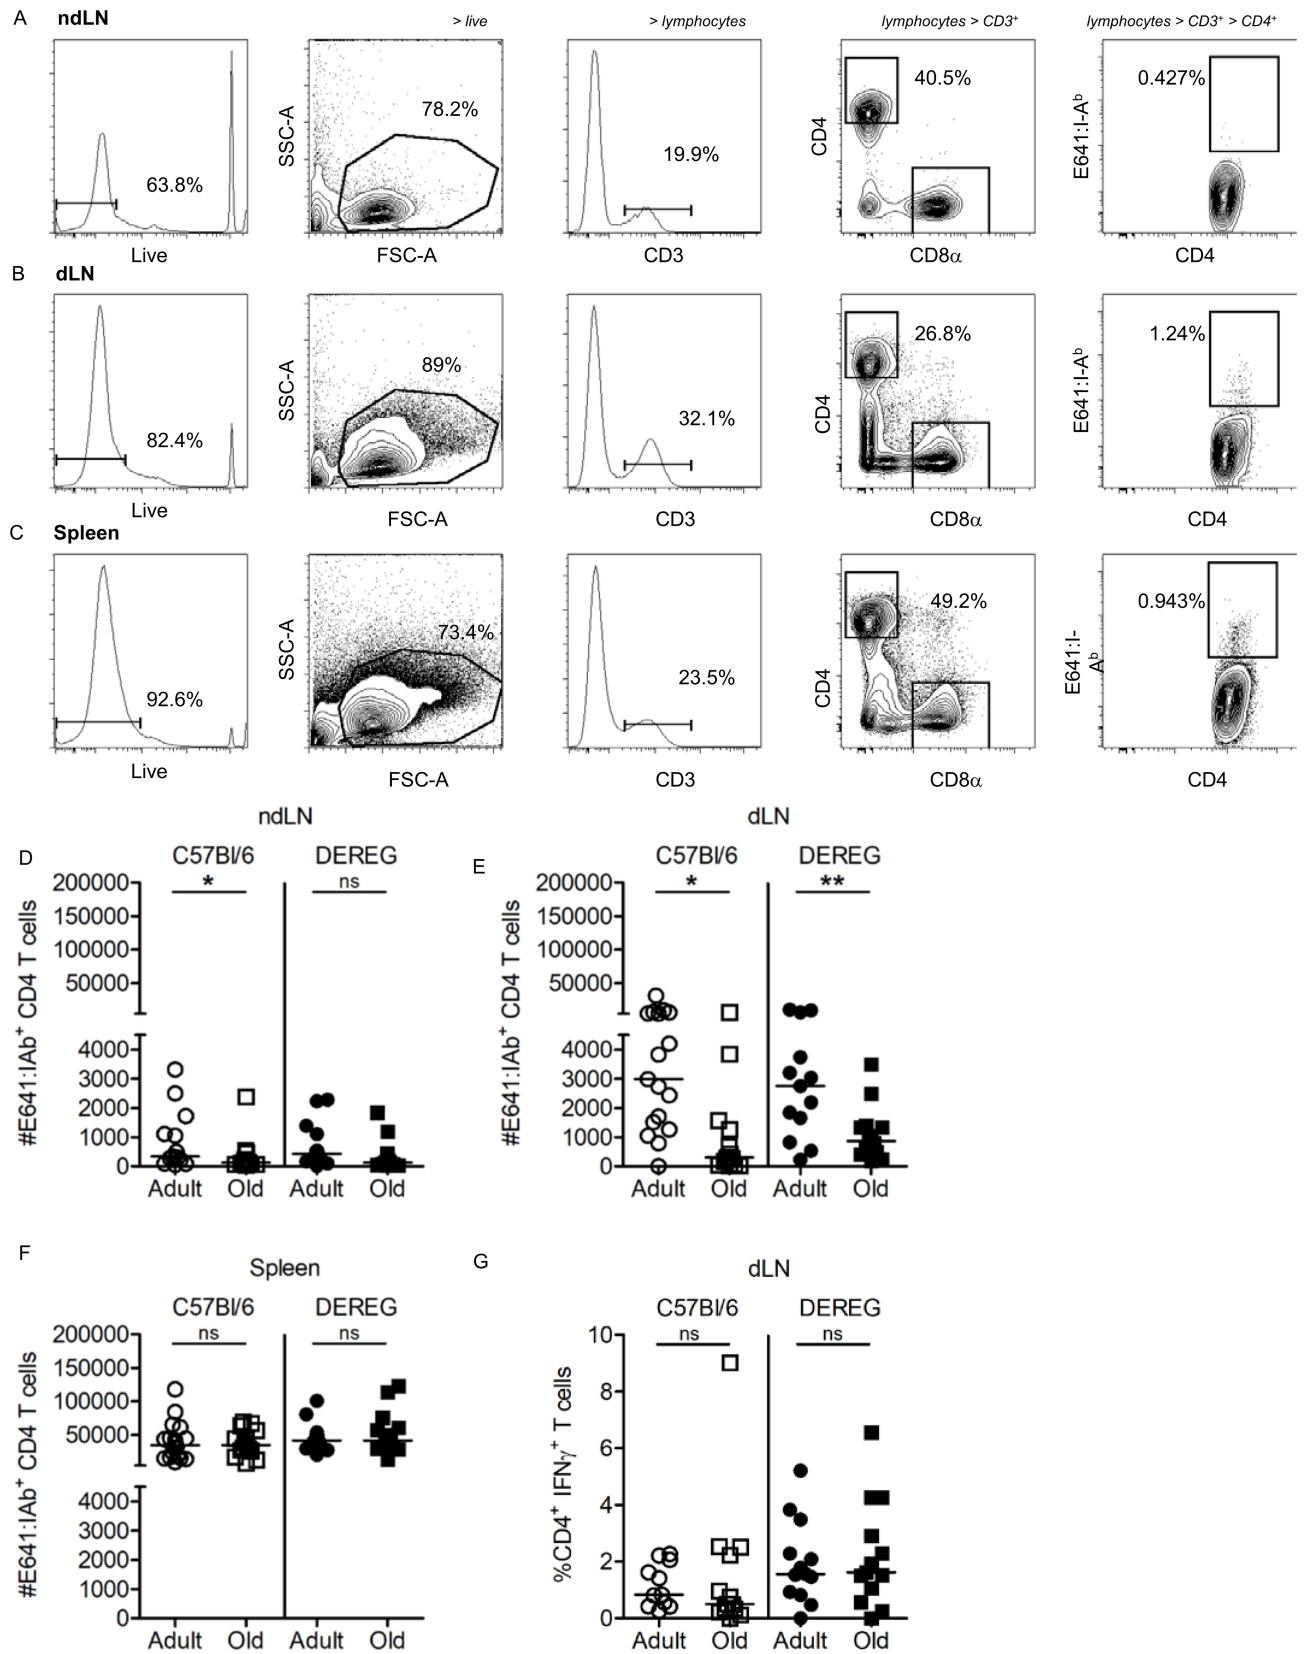 A ndLN > live > lymphocytes lymphocytes > CD3⁺ lymphocytes > CD3⁺ > CD4⁺
63.8%
Live
SSC-A
78.2%
FSC-A
19.9%
CD3
CD4
40.5%
CD8α
E641:I-Aᵇ
0.427%
CD4
B dLN
82.4%
Live
SSC-A
89%
FSC-A
32.1%
CD3
CD4
26.8%
CD8α
E641:I-Aᵇ
1.24%
CD4
C Spleen
92.6%
Live
SSC-A
73.4%
FSC-A
23.5%
CD3
CD4
49.2%
CD8α
E641:I-
Aᵇ
0.943%
CD4
D
ndLN
C57Bl/6 DEREG
* ns
#E641:IAb⁺ CD4 T cells
200000
150000
100000
50000
4000
3000
2000
1000
0
Adult Old Adult Old
E
dLN
C57Bl/6 DEREG
* **
#E641:IAb⁺ CD4 T cells
200000
150000
100000
50000
4000
3000
2000
1000
0
Adult Old Adult Old
F
Spleen
C57Bl/6 DEREG
ns ns
#E641:IAb⁺ CD4 T cells
200000
150000
100000
50000
4000
3000
2000
1000
0
Adult Old Adult Old
G
dLN
C57Bl/6 DEREG
ns ns
%CD4⁺ IFNγ⁺ T cells
10
8
6
4
2
0
Adult Old Adult Old